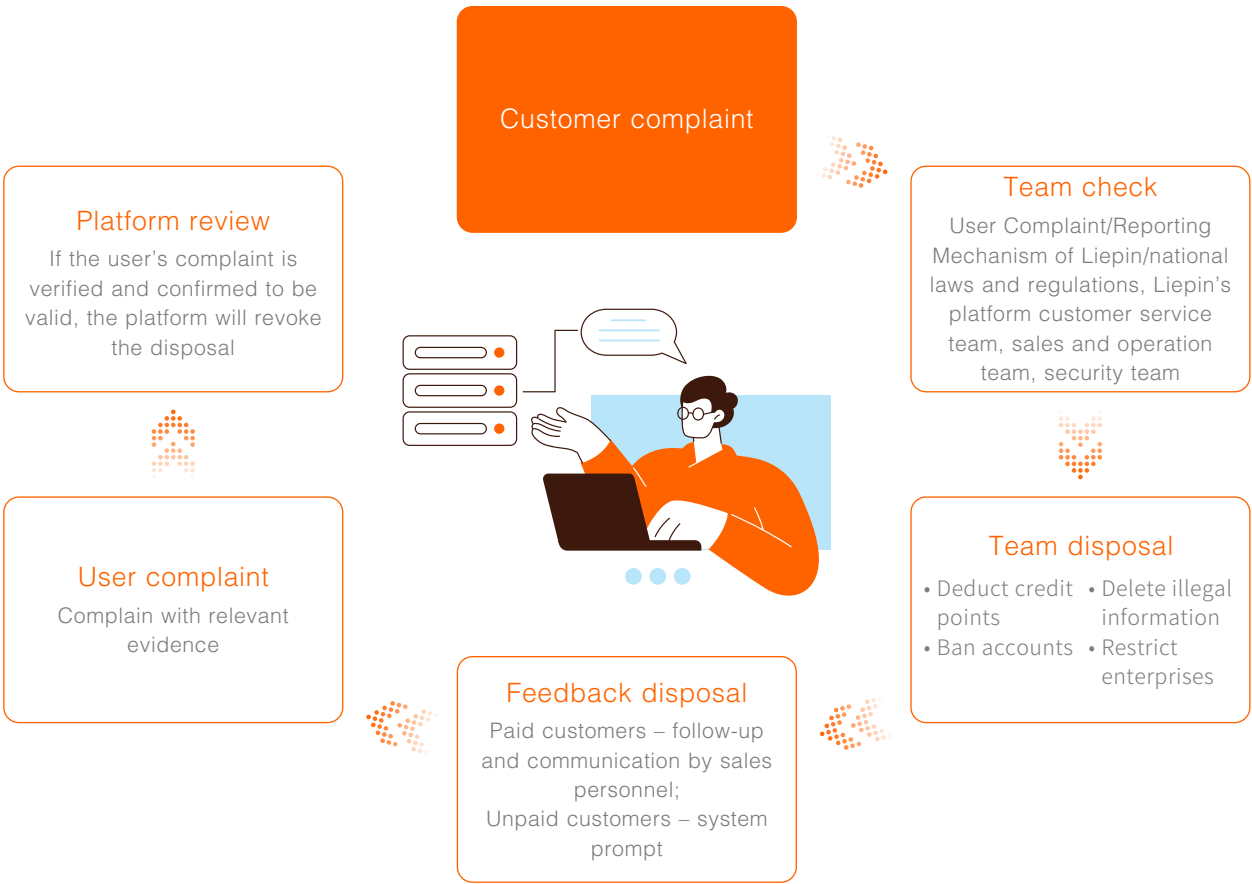 Customer complaint
Team check
User Complaint/Reporting
Mechanism of Liepin/national
laws and regulations, Liepin’s
platform customer service
team, sales and operation
team, security team
Team disposal
• Deduct credit
points
• Ban accounts
• Delete illegal
information
• Restrict
enterprises
Feedback disposal
Paid customers – follow-up
and communication by sales
personnel;
Unpaid customers – system
prompt
User complaint
Complain with relevant
evidence
Platform review
If the user’s complaint is
verified and confirmed to be
valid, the platform will revoke
the disposal